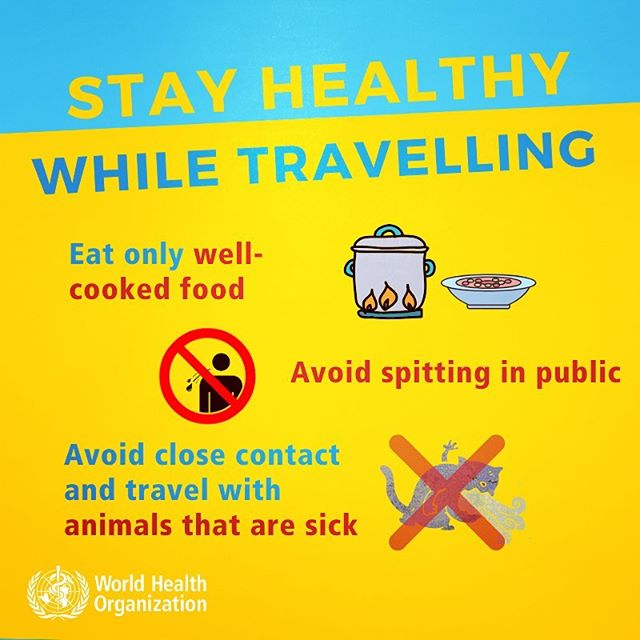 STAY HEALTHY
WHILE TRAVELLING
Eat only well-
cooked food
Avoid spitting in public
Avoid close contact
and travel with
animals that are sick
World Health
Organization